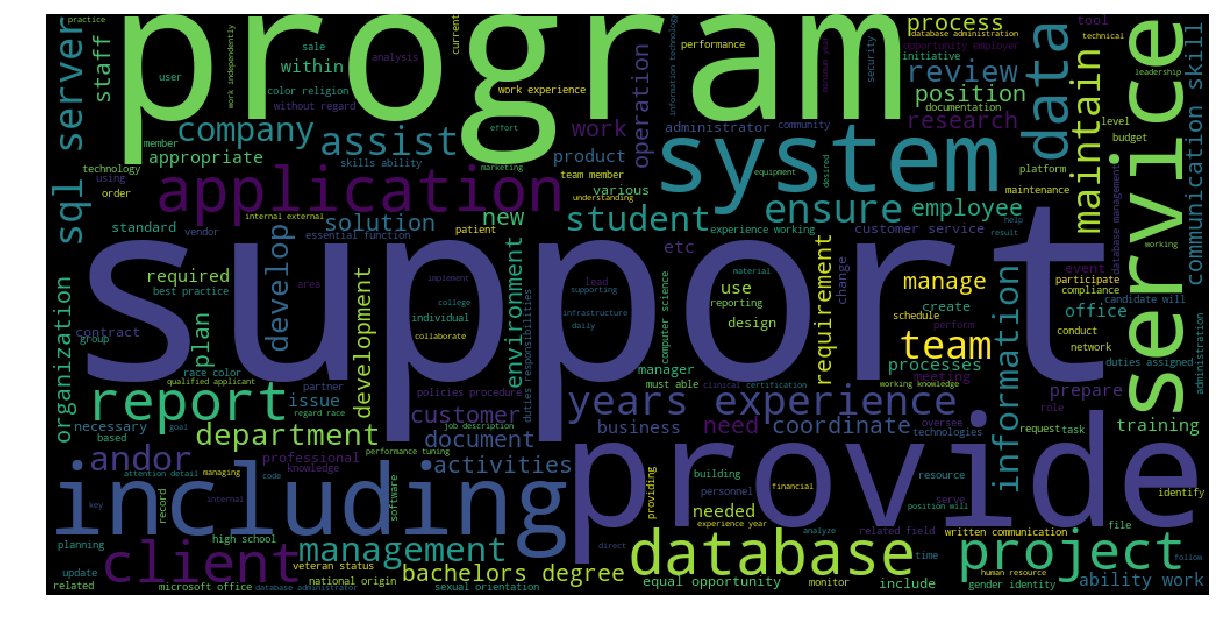 program
support
system
service
provide
including
application
database
project
client
report
data
sql server
years experience
student
team
manage
ensure
assist
company
staff
within
process
review
position
research
maintain
communication skill
employee
operation
administrator
work
product
solution
new
develop
development
environment
requirement
information
office
prepare
training
processes
coordinate
business
need
customer
document
activities
department
andor
management
bachelors degree
organization
plan
issue
required
appropriate
standard
essential function
internal external
skills ability
team member
various
etc
experience working
customer service
change
use
reporting
design
create
schedule
perform
meeting
event
participate
compliance
candidate will
conduct
network
duties assigned
administration
role
request
task
technologies
oversee
working knowledge
manager
must able
clinical
certification
computer science
material
supporting
infrastructure
daily
lead
individual
college
implement
collaborate
area
best practice
contract
group
race color
qualified applicant
partner
regard race
policies procedure
job description
duties responsibilities
necessary
based
goal
professional
knowledge
performance tuning
attention detail
managing
code
internal
key
record
software
high school
planning
update
related
microsoft office
veteran status
national origin
database administrator
sexual orientation
equal opportunity
direct
experience year
analyze
monitor
include
time
related field
position will
personnel
building
providing
needed
financial
resource
serve
written communication
file
identify
follow
human resource
gender identity
ability work
practice
user
sale
analysis
current
color religion
without regard
work independently
work experience
performance
information technology
database administration
opportunity employer
minimum year
security
initiative
documentation
tool
technical
leadership
level
budget
platform
maintenance
help
result
database management
working
member
technology
using
order
vendor
patient
effort
marketing
understanding
equipment
desired
community